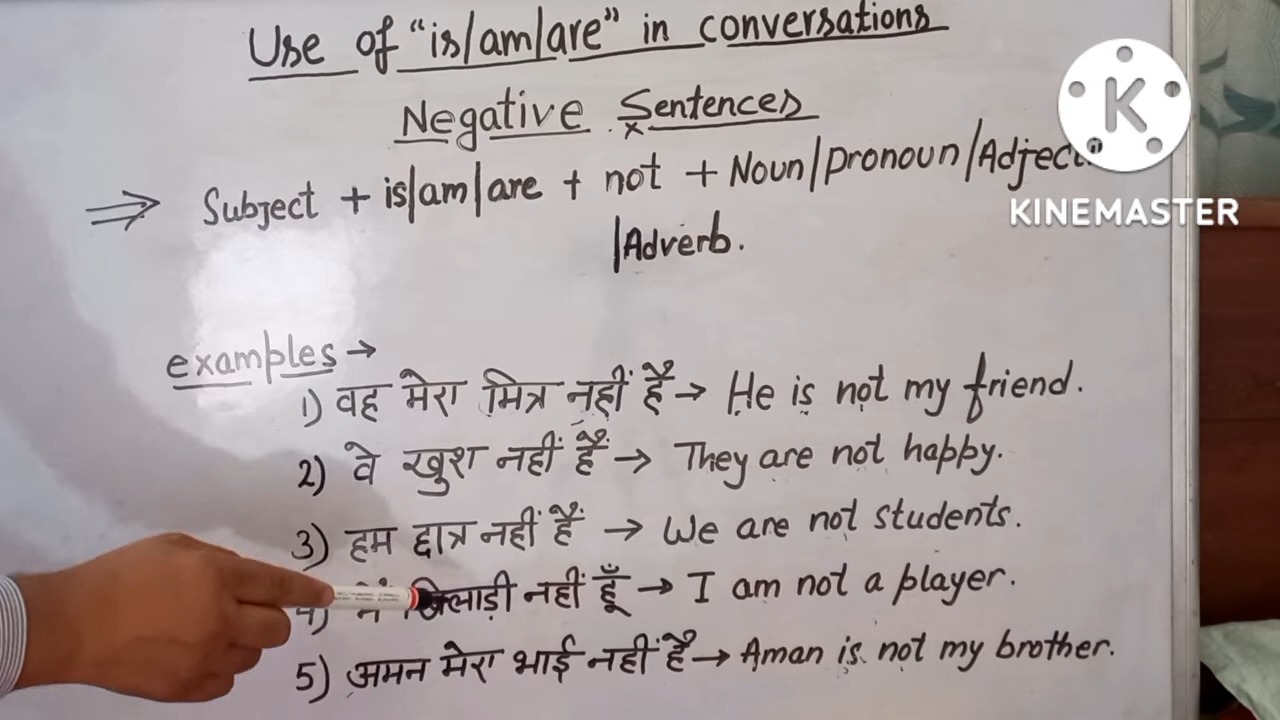 Use of "is/am/are" in conversations
Negative Sentences
⇒ Subject + is/am/are + not + Noun/pronoun/
/Adverb.
examples →
1) वह मेरा मित्र नहीं है → He is not my friend.
2) वे खुश नहीं हैं → They are not happy.
3) हम छात्र नहीं हैं → We are not students.
4) खिलाड़ी नहीं हूँ → I am not a player.
5) अमन मेरा भाई नहीं है → Aman is not my brother.
K
KINEMASTER